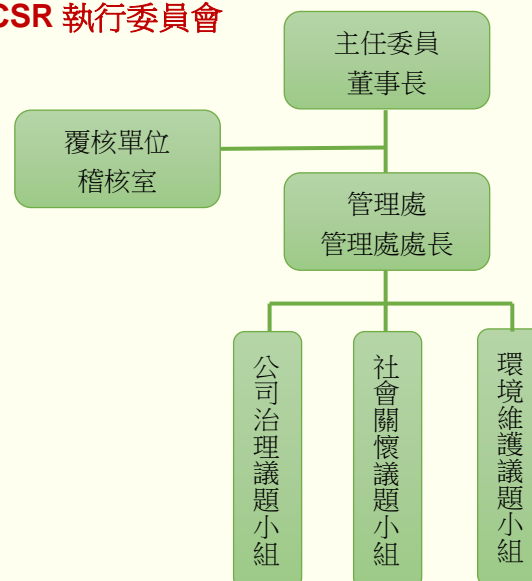 CSR 執行委員會
主任委員
董事長
覆核單位
稽核室
管理處
管理處處長
公司治理議題小組
社會關懷議題小組
環境維護議題小組